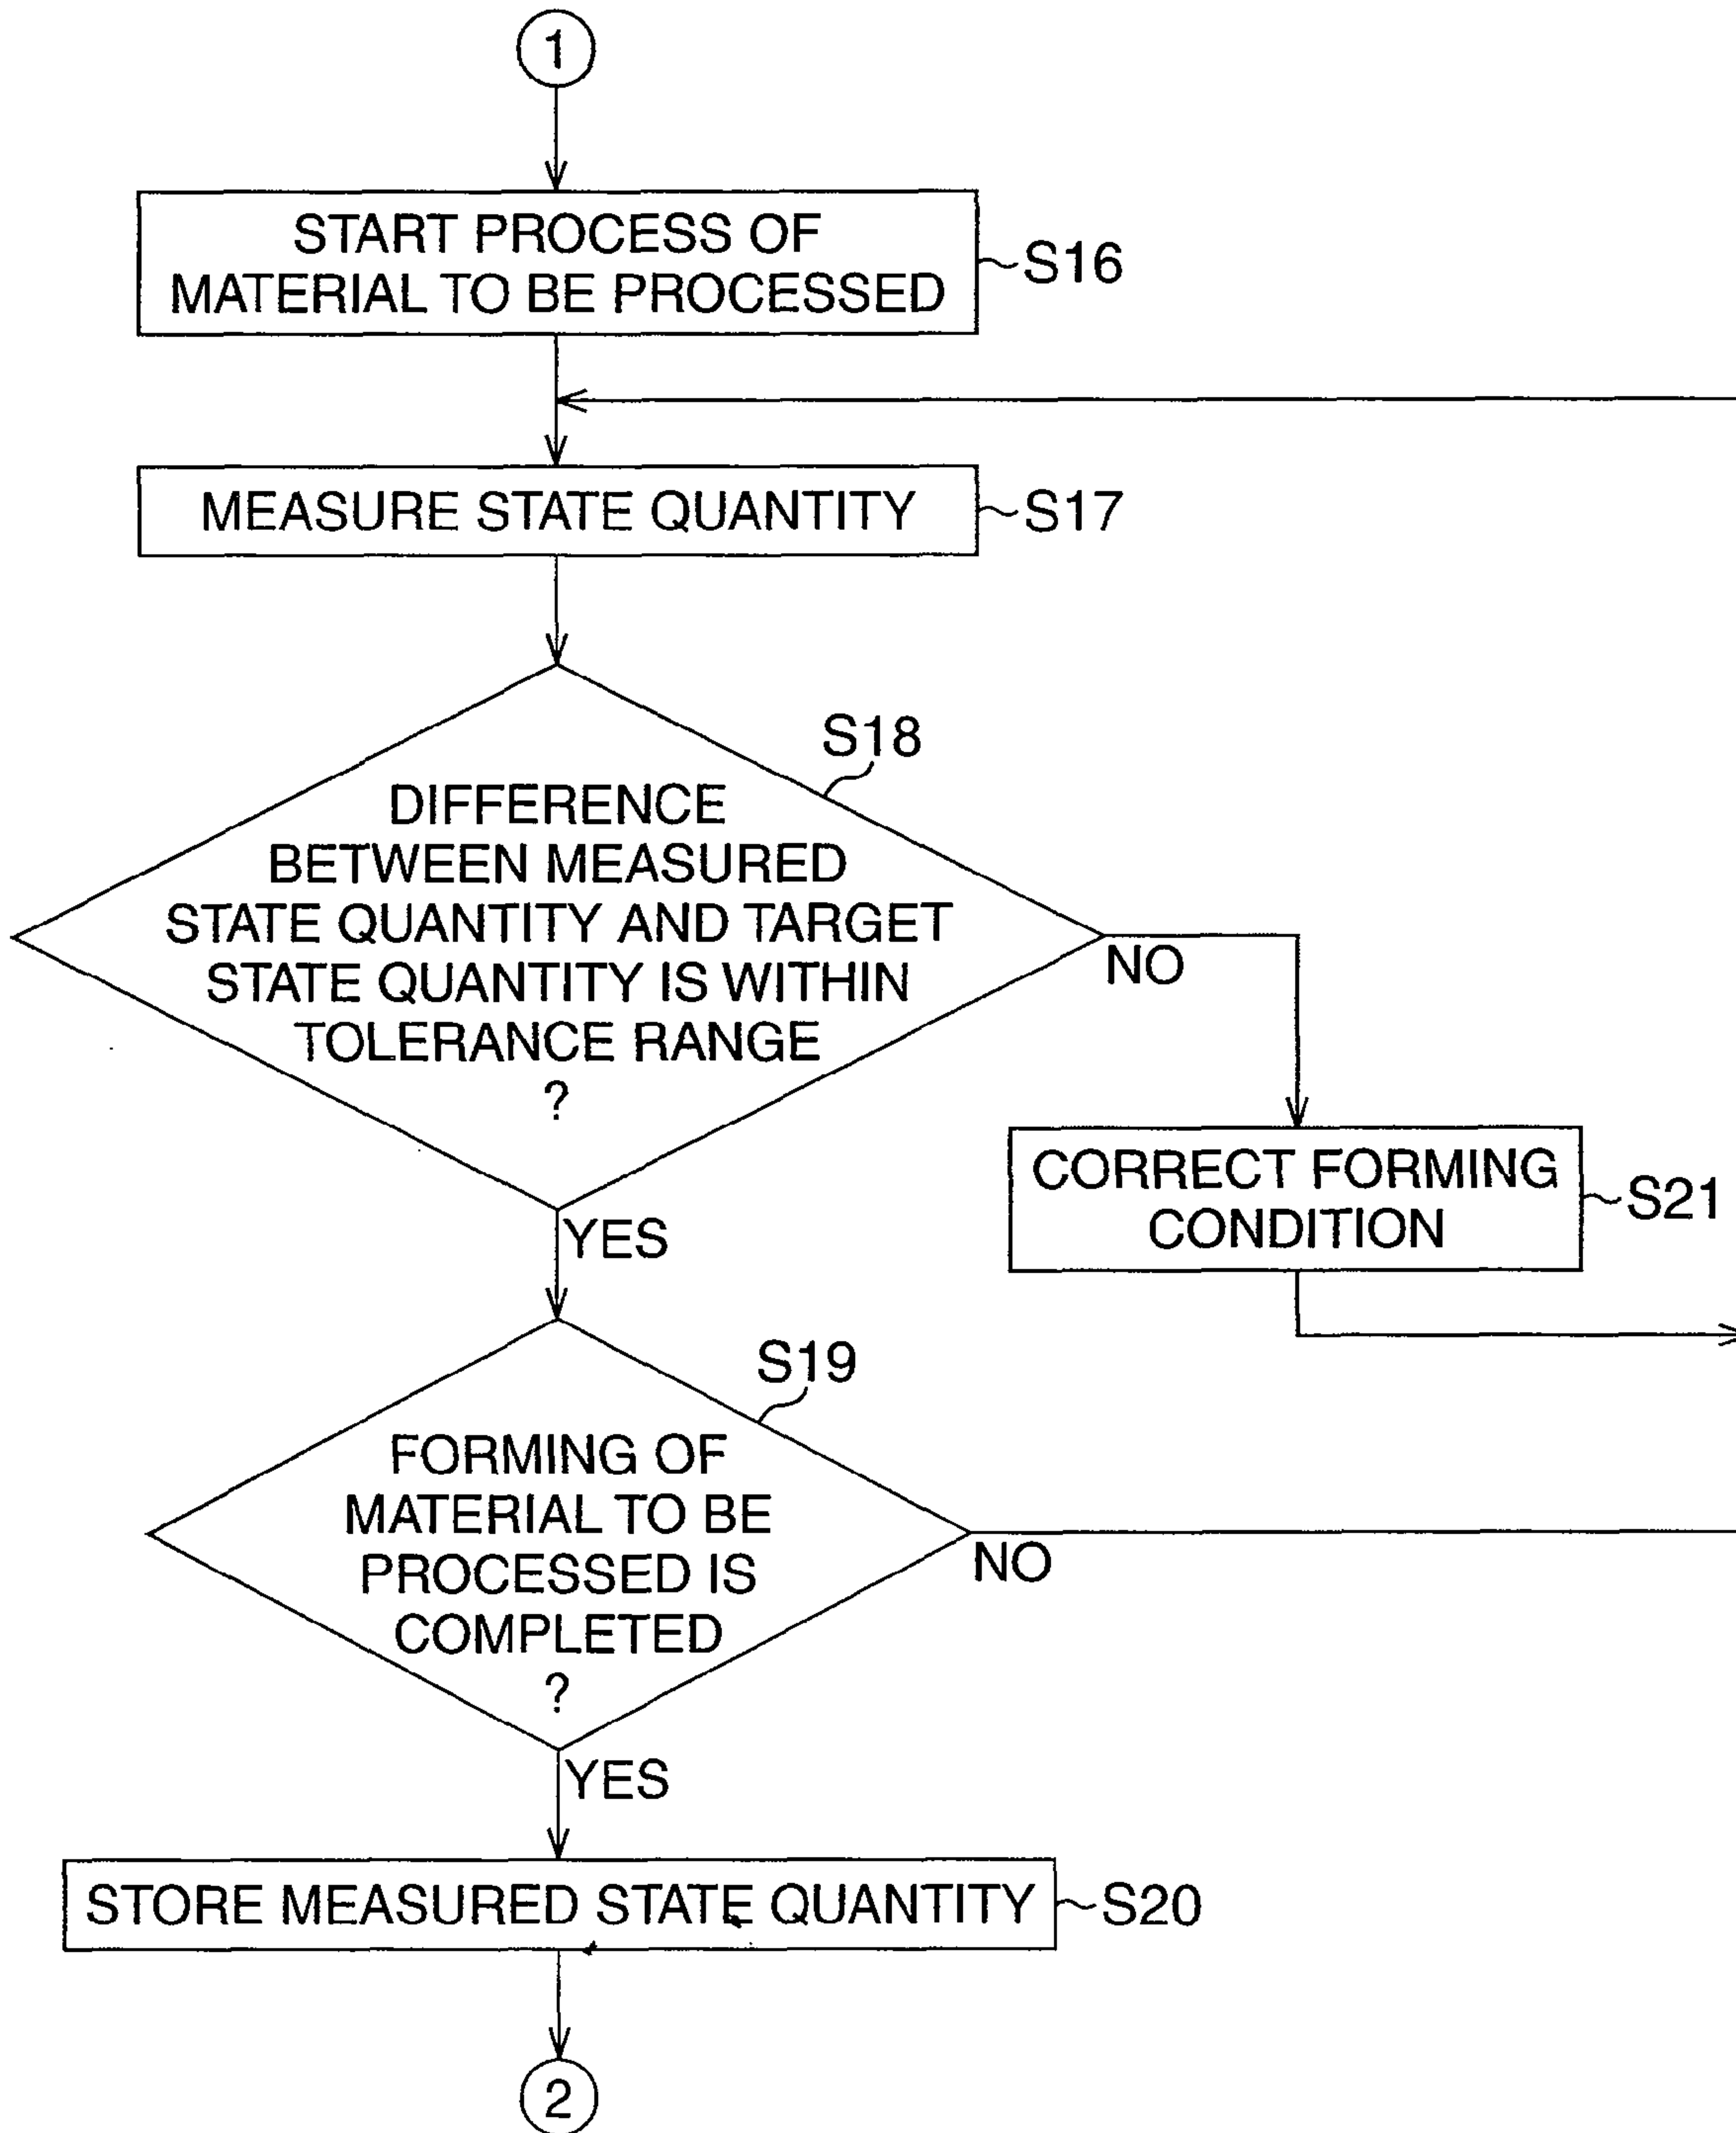 1
START PROCESS OF
MATERIAL TO BE PROCESSED
S16
MEASURE STATE QUANTITY
S17
S18
DIFFERENCE
BETWEEN MEASURED
STATE QUANTITY AND TARGET
STATE QUANTITY IS WITHIN
TOLERANCE RANGE
?
NO
YES
CORRECT FORMING
CONDITION
S21
S19
FORMING OF
MATERIAL TO BE
PROCESSED IS
COMPLETED
?
NO
YES
STORE MEASURED STATE QUANTITY
S20
2